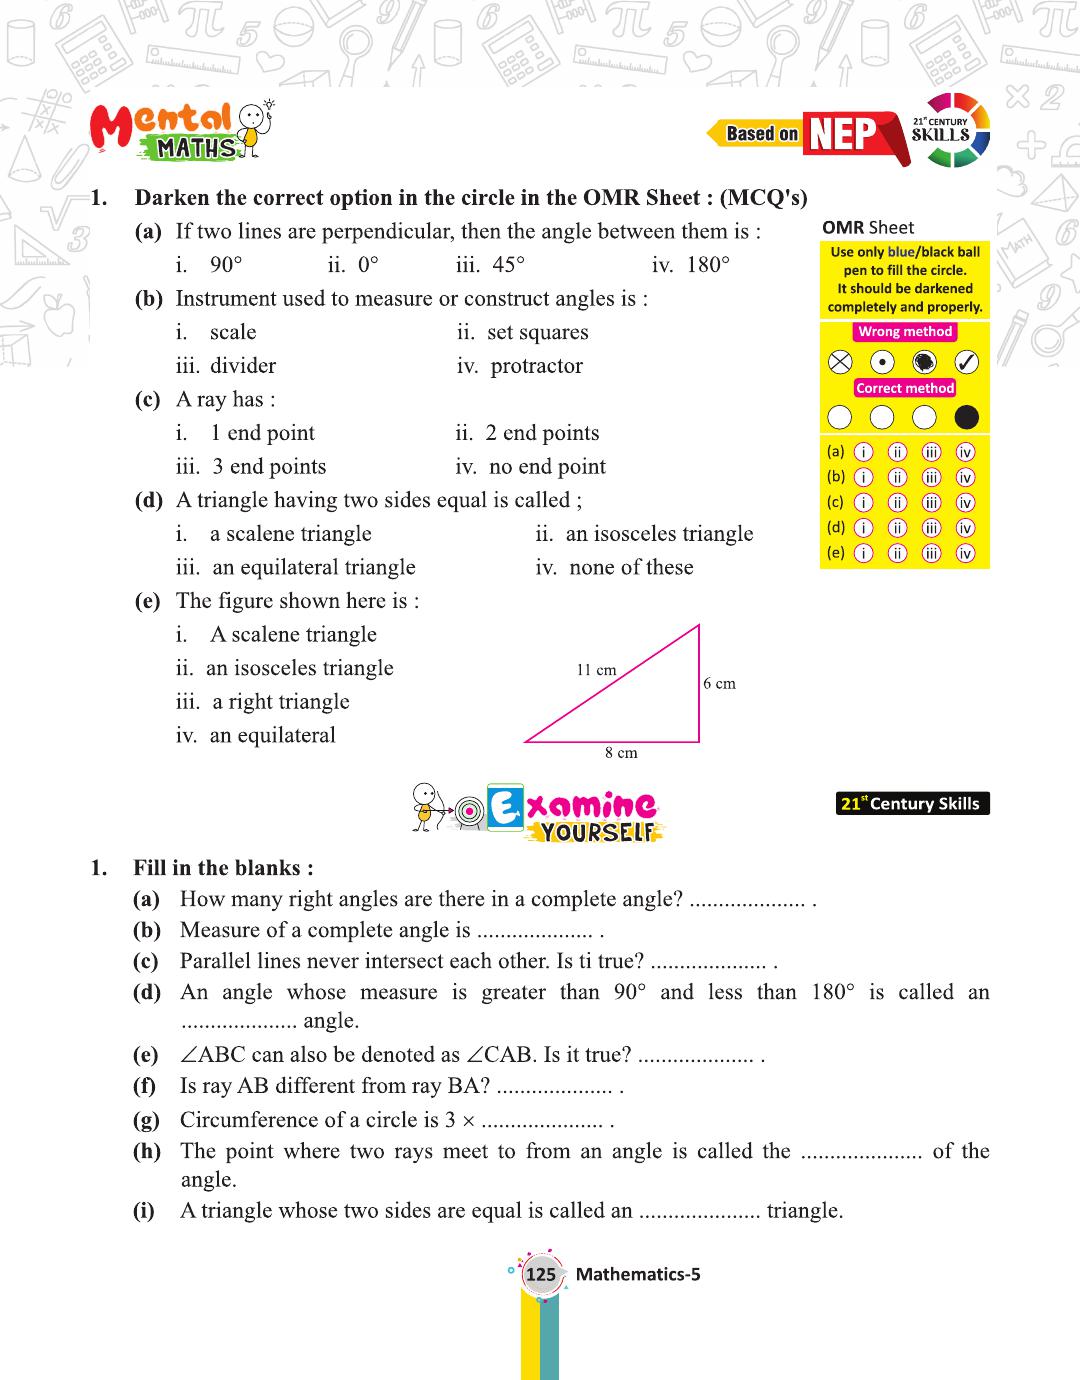 Mental
MATHS
Based on NEP
21st CENTURY
SKILLS
1. Darken the correct option in the circle in the OMR Sheet : (MCQ's)
(a) If two lines are perpendicular, then the angle between them is :
i. 90° ii. 0° iii. 45° iv. 180°
(b) Instrument used to measure or construct angles is :
i. scale ii. set squares
iii. divider iv. protractor
(c) A ray has :
i. 1 end point ii. 2 end points
iii. 3 end points iv. no end point
(d) A triangle having two sides equal is called ;
i. a scalene triangle ii. an isosceles triangle
iii. an equilateral triangle iv. none of these
(e) The figure shown here is :
i. A scalene triangle
ii. an isosceles triangle
iii. a right triangle
iv. an equilateral
11 cm
6 cm
8 cm
OMR Sheet
Use only blue/black ball
pen to fill the circle.
It should be darkened
completely and properly.
Wrong method
Correct method
(a) i ii iii iv
(b) i ii iii iv
(c) i ii iii iv
(d) i ii iii iv
(e) i ii iii iv
Examine
YOURSELF
21st Century Skills
1. Fill in the blanks :
(a) How many right angles are there in a complete angle? .................... .
(b) Measure of a complete angle is .................... .
(c) Parallel lines never intersect each other. Is ti true? .................... .
(d) An angle whose measure is greater than 90° and less than 180° is called an
.................... angle.
(e) ∠ABC can also be denoted as ∠CAB. Is it true? .................... .
(f) Is ray AB different from ray BA? .................... .
(g) Circumference of a circle is 3 × ..................... .
(h) The point where two rays meet to from an angle is called the ..................... of the
angle.
(i) A triangle whose two sides are equal is called an ..................... triangle.
125 Mathematics-5